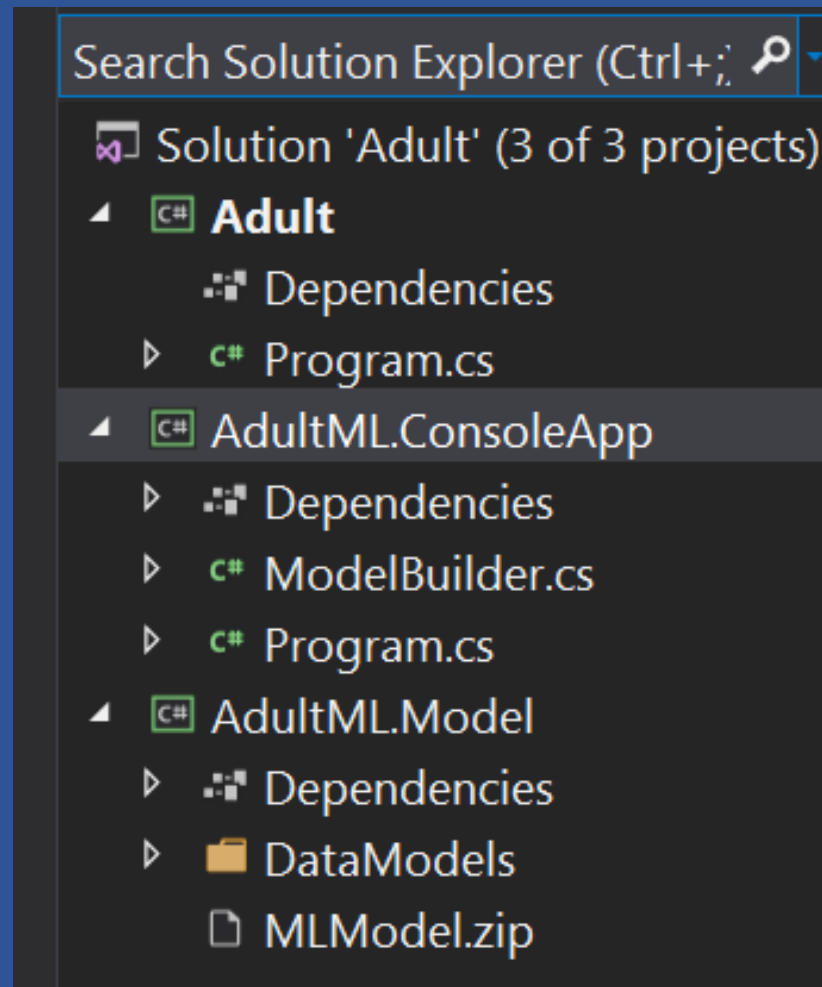 Search Solution Explorer (Ctrl+;)
Solution 'Adult' (3 of 3 projects)
C# Adult
Dependencies
C# Program.cs
C# AdultML.ConsoleApp
Dependencies
C# ModelBuilder.cs
C# Program.cs
C# AdultML.Model
Dependencies
DataModels
MLModel.zip